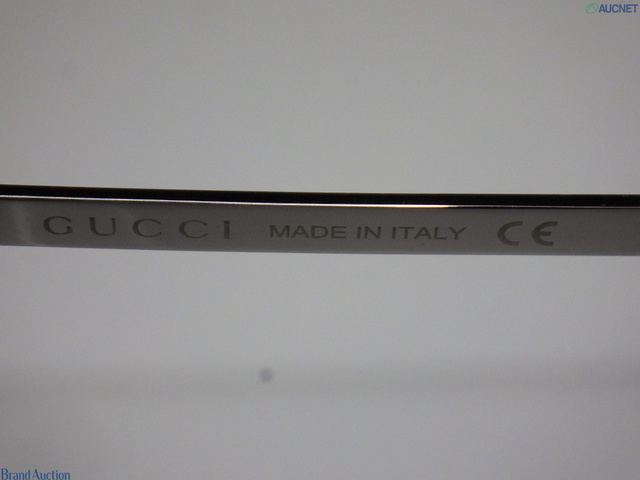 AUCNET
GUCCI MADE IN ITALY CE
Brand Auction